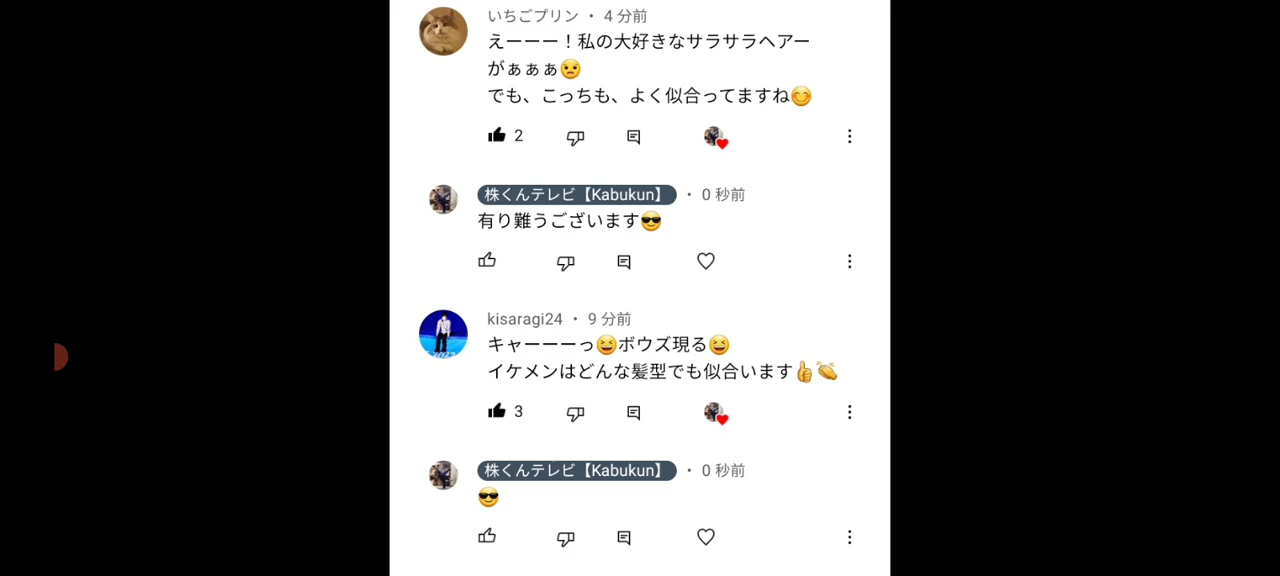 いちごプリン ・ 4 分前
えーーー！私の大好きなサラサラヘアー
がぁぁぁ😟
でも、こっちも、よく似合ってますね😊
2
株くんテレビ【Kabukun】 ・ 0 秒前
有り難うございます😎
kisaragi24 ・ 9 分前
キャーーーっ😆ボウズ現る😆
イケメンはどんな髪型でも似合います👍👏
3
株くんテレビ【Kabukun】 ・ 0 秒前
😎